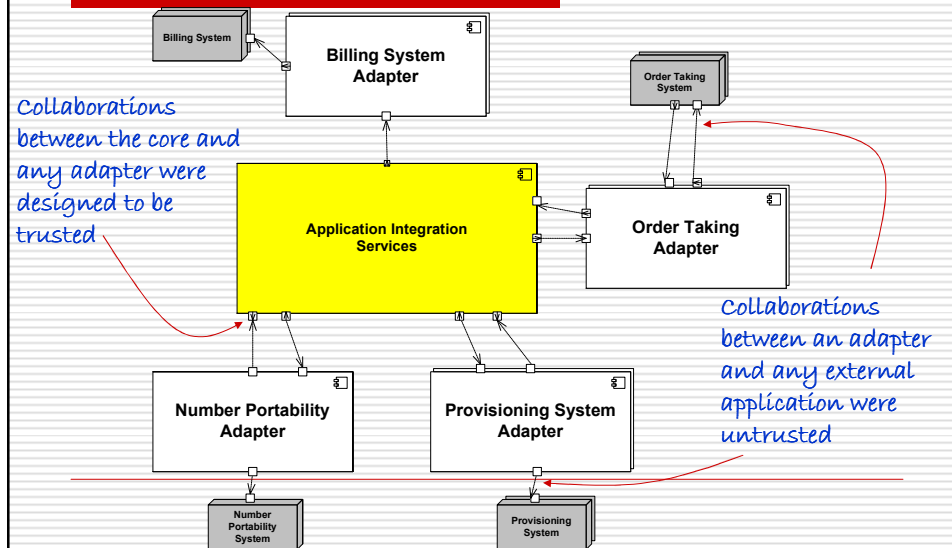 Billing System
Billing System
Adapter
Order Taking
System
Collaborations
between the core and
any adapter were
designed to be
trusted
Application Integration
Services
Order Taking
Adapter
Collaborations
between an adapter
and any external
application were
untrusted
Number Portability
Adapter
Provisioning System
Adapter
Number
Portability
System
Provisioning
System